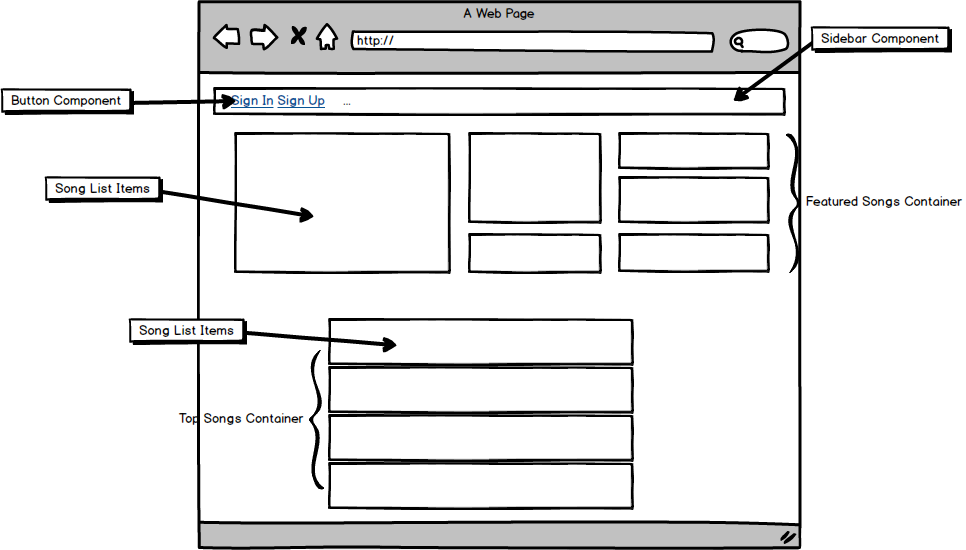 A Web Page
http://
Sidebar Component
Button Component
Sign In Sign Up ...
Song List Items
Featured Songs Container
Song List Items
Top Songs Container